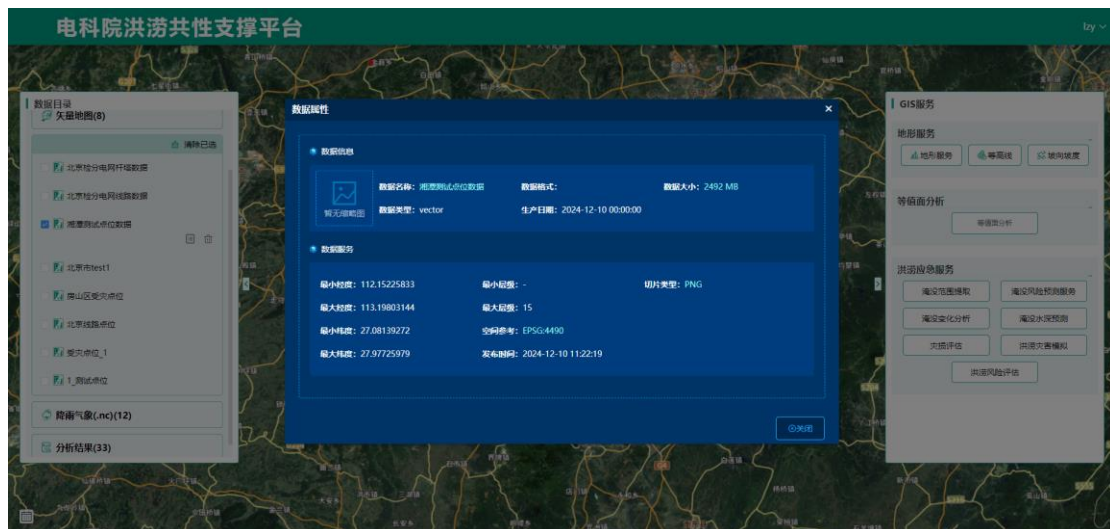 电科院洪涝共性支撑平台
lzy
数据目录
矢量地图(8)
清除已选
北京检分电网杆塔数据
北京检分电网线路数据
湘潭测试点位数据
北京市test1
房山区受灾点位
北京线路点位
受灾点位_1
1_测试点位
降雨气象(.nc)(12)
分析结果(33)
数据属性
×
数据信息
暂无缩略图
数据名称：湘潭测试点位数据 数据格式： 数据大小：2492 MB
数据类型：vector 生产日期：2024-12-10 00:00:00
数据服务
最小经度：112.15225833 最小层级：- 切片类型：PNG
最大经度：113.19803144 最大层级：15
最小纬度：27.08139272 空间参考：EPSG:4490
最大纬度：27.97725979 发布时间：2024-12-10 11:22:19
关闭
GIS服务
地形服务
地形服务 等高线 坡向坡度
等值面分析
等值面分析
洪涝应急服务
淹没范围提取 淹没风险预测服务
淹没变化分析 淹没水深预测
灾损评估 洪涝灾害模拟
洪涝风险评估